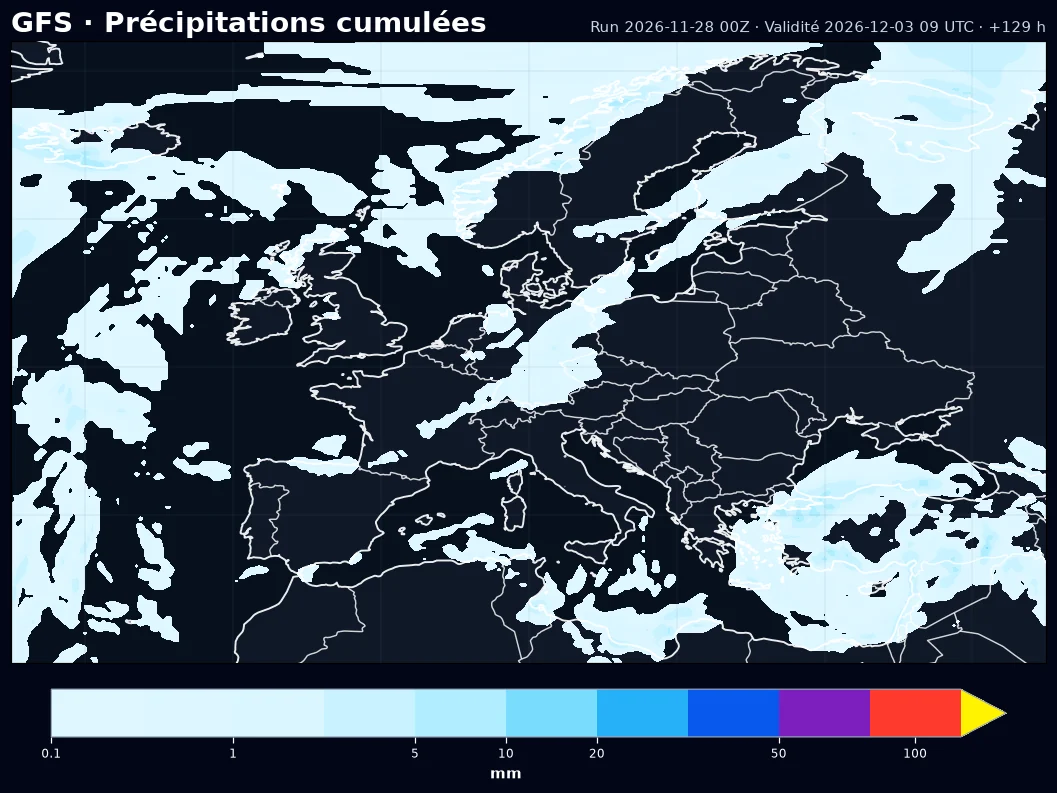 GFS · Précipitations cumulées
Run 2026-11-28 00Z · Validité 2026-12-03 09 UTC · +129 h
0.1 1 5 10 20 50 100
mm